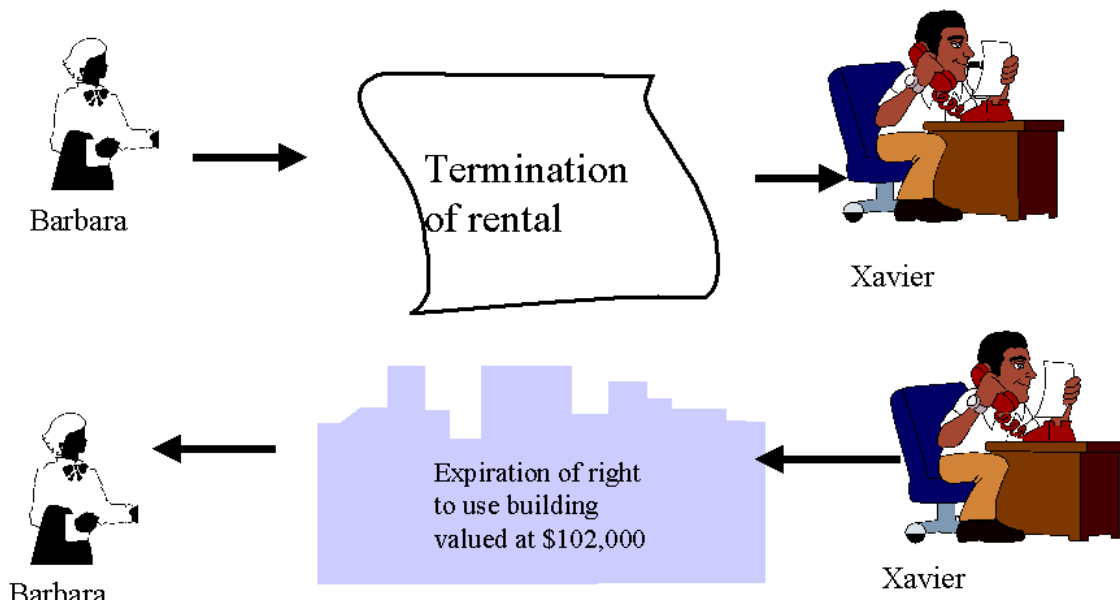 Barbara
Termination
of rental
Xavier
Expiration of right
to use building
valued at $102,000
Barbara
Xavier